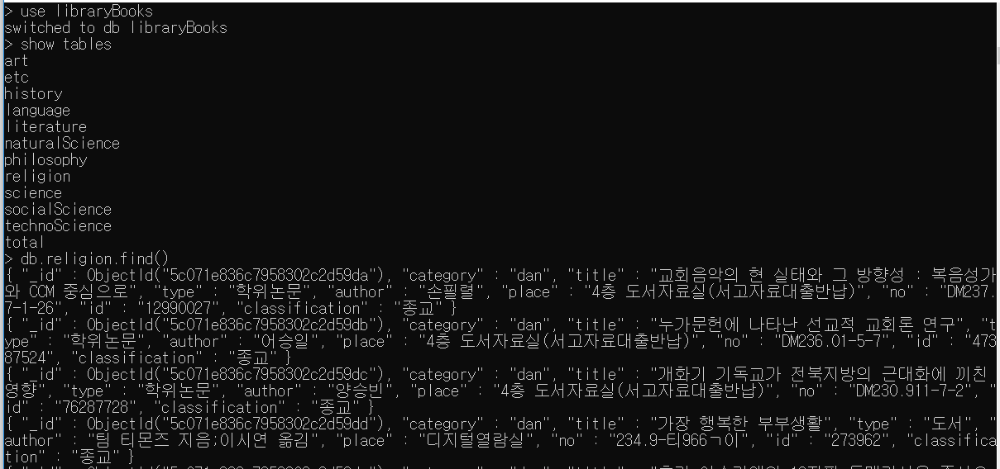 > use libraryBooks
switched to db libraryBooks
> show tables
art
etc
history
language
literature
naturalScience
philosophy
religion
science
socialScience
technoScience
total
> db.religion.find()
{ "_id" : ObjectId("5c071e836c7958302c2d59da"), "category" : "dan", "title" : "교회음악의 현 실태와 그 방향성 : 복음성가
와 CCM 중심으로", "type" : "학위논문", "author" : "손필렬", "place" : "4층 도서자료실(서고자료대출반납)", "no" : "DM237.
7-1-26", "id" : "12990027", "classification" : "종교" }
{ "_id" : ObjectId("5c071e836c7958302c2d59db"), "category" : "dan", "title" : "누가문헌에 나타난 선교적 교회론 연구", "t
ype" : "학위논문", "author" : "어승일", "place" : "4층 도서자료실(서고자료대출반납)", "no" : "DM236.01-5-7", "id" : "473
87524", "classification" : "종교" }
{ "_id" : ObjectId("5c071e836c7958302c2d59dc"), "category" : "dan", "title" : "개화기 기독교가 전북지방의 근대화에 끼친
영향", "type" : "학위논문", "author" : "양승빈", "place" : "4층 도서자료실(서고자료대출반납)", "no" : "DM230.911-7-2", "
id" : "76287728", "classification" : "종교" }
{ "_id" : ObjectId("5c071e836c7958302c2d59dd"), "category" : "dan", "title" : "가장 행복한 부부생활", "type" : "도서", "
author" : "팀 티몬즈 지음;이시연 옮김", "place" : "디지털열람실", "no" : "234.9-티966ㄱ이", "id" : "273962", "classifica
tion" : "종교" }